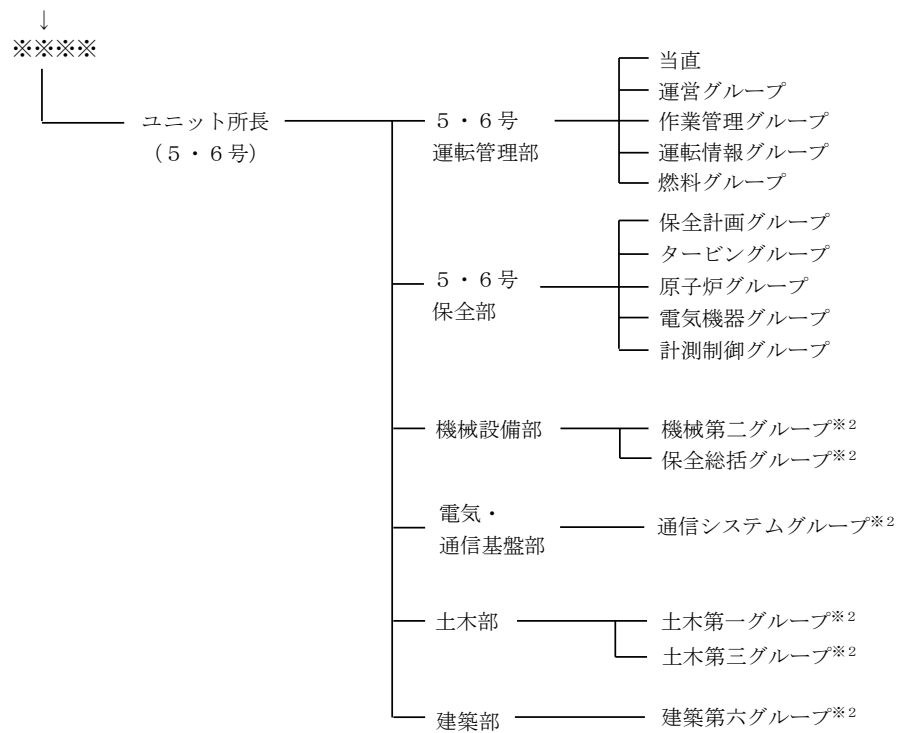 ↓
※※※※
ユニット所長
（５・６号）
５・６号
運転管理部
当直
運営グループ
作業管理グループ
運転情報グループ
燃料グループ
５・６号
保全部
保全計画グループ
タービングループ
原子炉グループ
電気機器グループ
計測制御グループ
機械設備部
機械第二グループ※２
保全総括グループ※２
電気・
通信基盤部
通信システムグループ※２
土木部
土木第一グループ※２
土木第三グループ※２
建築部
建築第六グループ※２